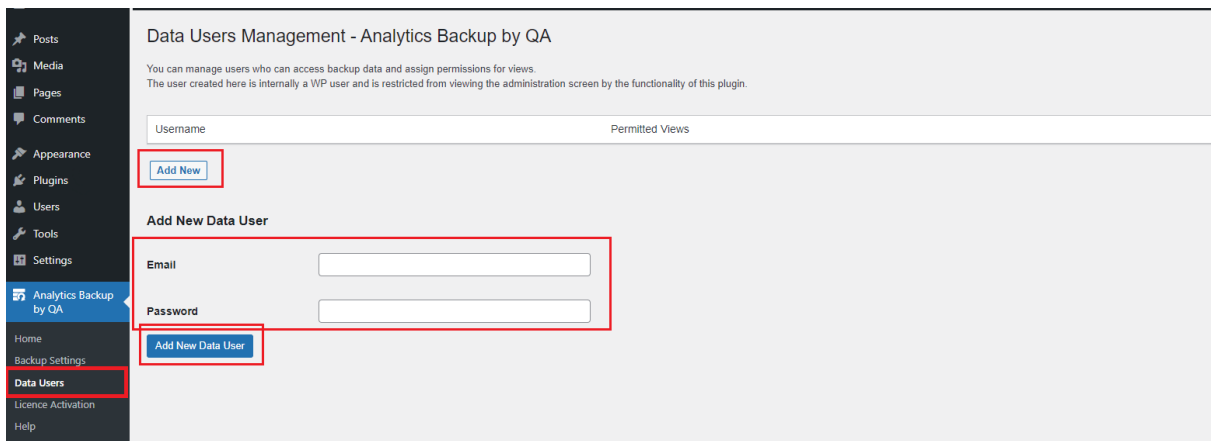 Posts
Media
Pages
Comments
Appearance
Plugins
Users
Tools
Settings
Analytics Backup
by QA
Home
Backup Settings
Data Users
Licence Activation
Help
Data Users Management - Analytics Backup by QA
You can manage users who can access backup data and assign permissions for views.
The user created here is internally a WP user and is restricted from viewing the administration screen by the functionality of this plugin.
Username Permitted Views
Add New
Add New Data User
Email
Password
Add New Data User